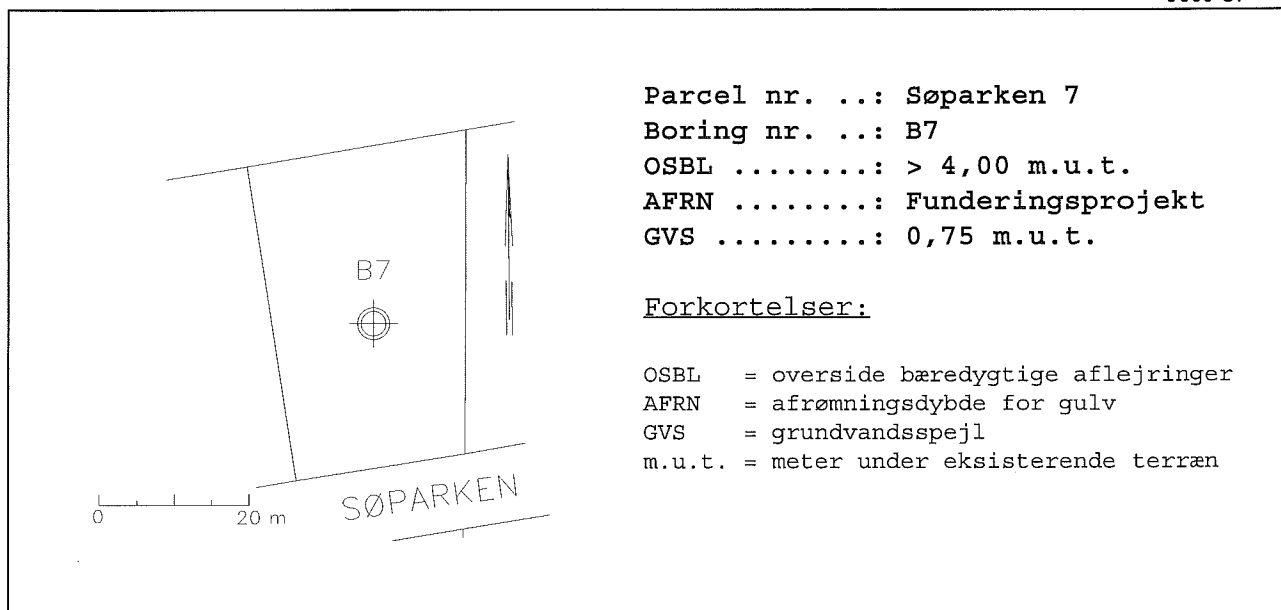 Parcel nr. ..: Søparken 7
Boring nr. ..: B7
OSBL ........: > 4,00 m.u.t.
AFRN ........: Funderingsprojekt
GVS .........: 0,75 m.u.t.
Forkortelser:
OSBL = overside bæredygtige aflejringer
AFRN = afrømningsdybde for gulv
GVS = grundvandsspejl
m.u.t. = meter under eksisterende terræn
B7
SØPARKEN
0 20 m